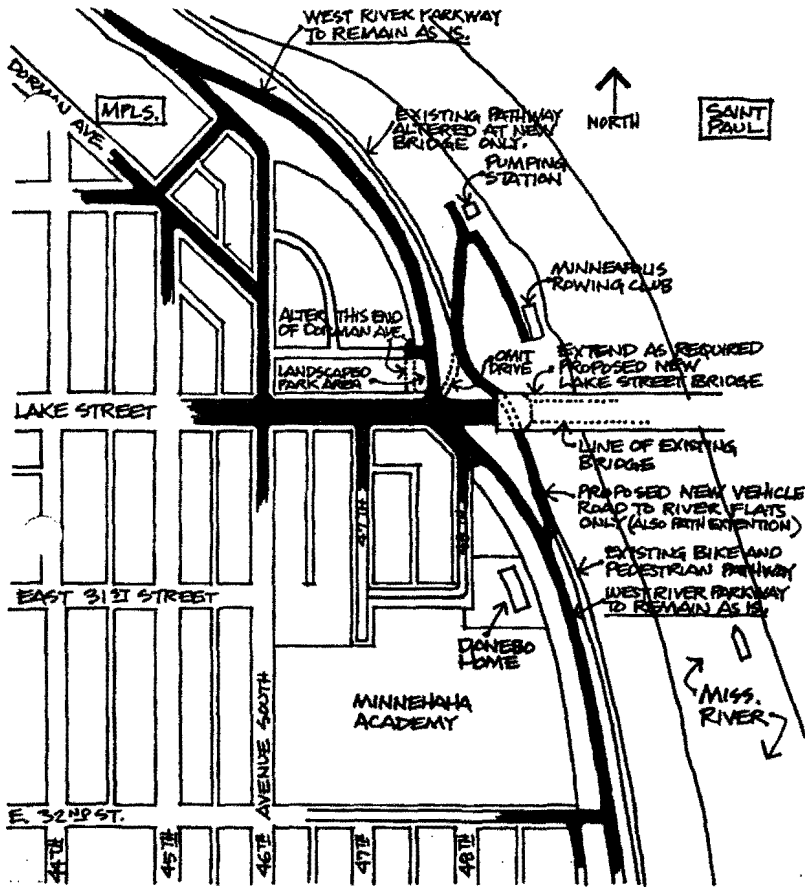 WEST RIVER PARKWAY
TO REMAIN AS IS.
DORMAN AVE
MPLS.
EXISTING PATHWAY
ALTERED AT NEW
BRIDGE ONLY.
NORTH
SAINT
PAUL
PUMPING
STATION
MINNEAPOLIS
ROWING CLUB
ALTER THIS END
OF DORMAN AVE.
LANDSCAPED
PARK AREA
OMIT
DRIVE
EXTEND AS REQUIRED
PROPOSED NEW
LAKE STREET BRIDGE
LAKE STREET
LINE OF EXISTING
BRIDGE
47TH
48TH
PROPOSED NEW VEHICLE
ROAD TO RIVER FLATS
ONLY (ALSO PATH EXTENTION)
EXISTING BIKE AND
PEDESTRIAN PATHWAY
EAST 31ST STREET
WEST RIVER PARKWAY
TO REMAIN AS IS.
DANEBO
HOME
MISS.
RIVER
MINNEHAHA
ACADEMY
AVENUE SOUTH
E. 32ND ST.
44TH
45TH
46TH
47TH
48TH